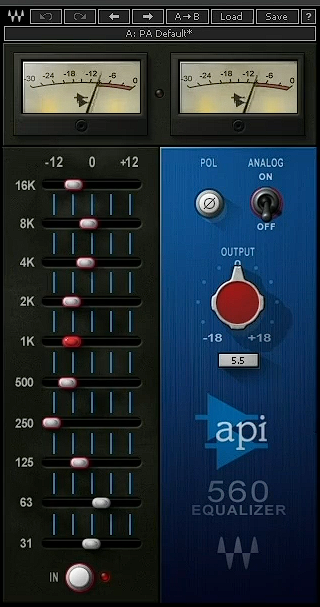 A→B Load Save ?
A: PA Default*
-30 -24 -18 -12 -6 0 -30 -24 -18 -12 -6 0
-12 0 +12
POL ANALOG
ON
OFF
16K
8K
4K
2K
1K
500
250
125
63
31
IN
OUTPUT
0
-18 +18
5.5
api
560
EQUALIZER